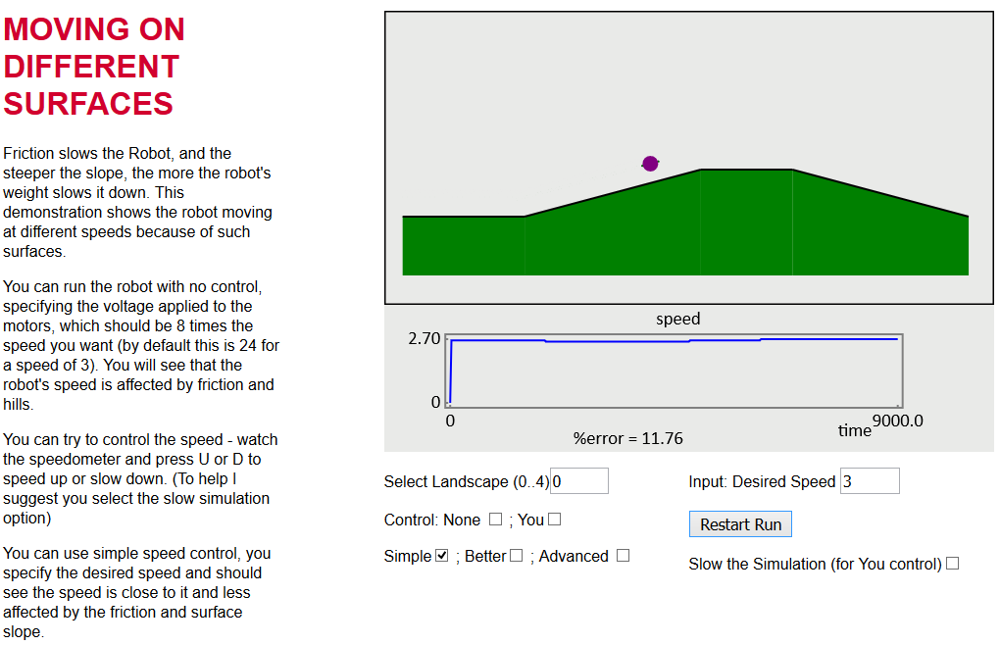 MOVING ON
DIFFERENT
SURFACES
Friction slows the Robot, and the
steeper the slope, the more the robot's
weight slows it down. This
demonstration shows the robot moving
at different speeds because of such
surfaces.
You can run the robot with no control,
specifying the voltage applied to the
motors, which should be 8 times the
speed you want (by default this is 24 for
a speed of 3). You will see that the
robot's speed is affected by friction and
hills.
You can try to control the speed - watch
the speedometer and press U or D to
speed up or slow down. (To help I
suggest you select the slow simulation
option)
You can use simple speed control, you
specify the desired speed and should
see the speed is close to it and less
affected by the friction and surface
slope.
speed
2.70
0
0
9000.0
time
%error = 11.76
Select Landscape (0..4) 0
Input: Desired Speed 3
Control: None ; You
Restart Run
Simple ; Better ; Advanced
Slow the Simulation (for You control)